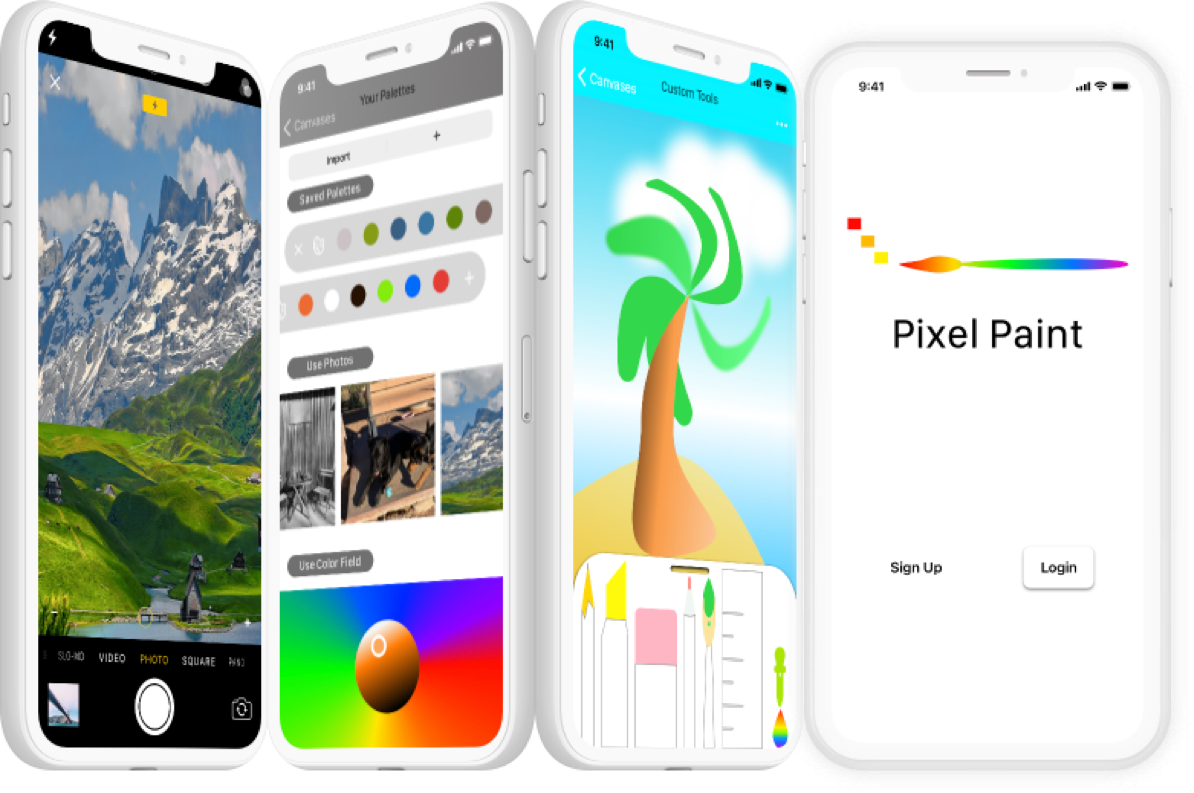 SLO-MO VIDEO PHOTO SQUARE PANO
9:41
Your Palettes
Canvases
Import +
Saved Palettes
Use Photos
Use Color Field
9:41
Canvases Custom Tools
...
9:41
Pixel Paint
Sign Up Login